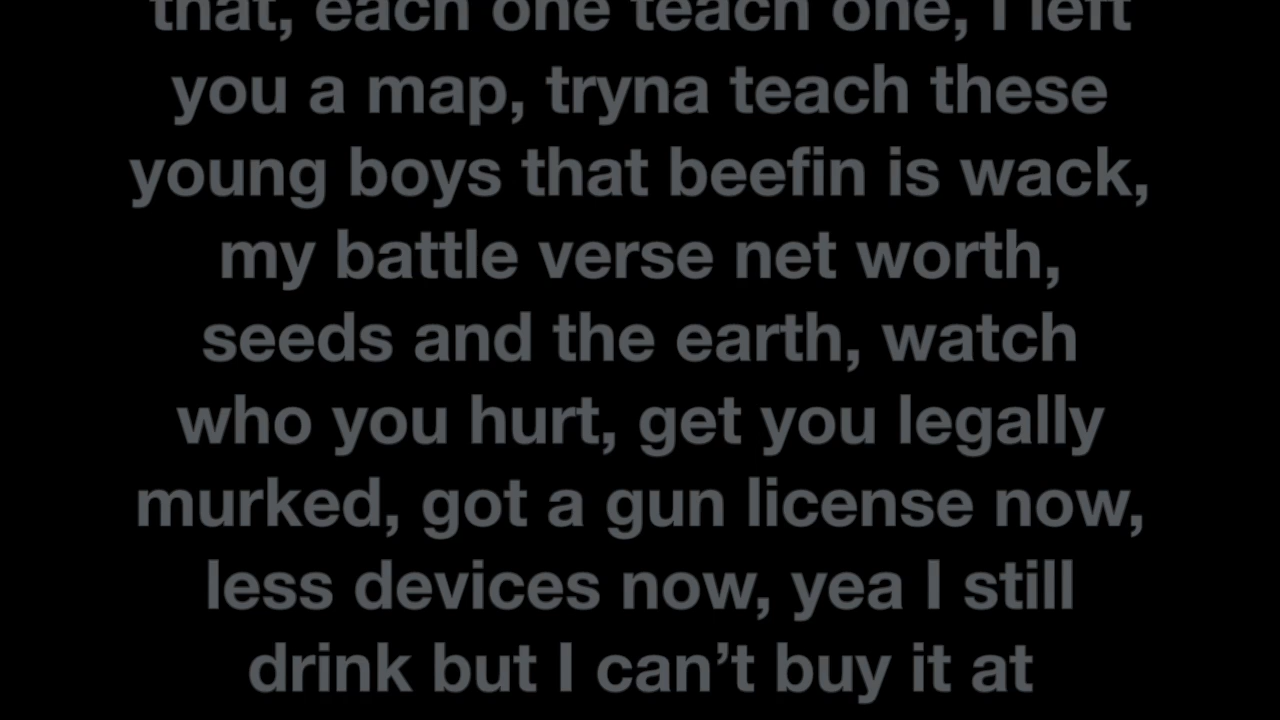 that, each one teach one, I left
you a map, tryna teach these
young boys that beefin is wack,
my battle verse net worth,
seeds and the earth, watch
who you hurt, get you legally
murked, got a gun license now,
less devices now, yea I still
drink but I can’t buy it at